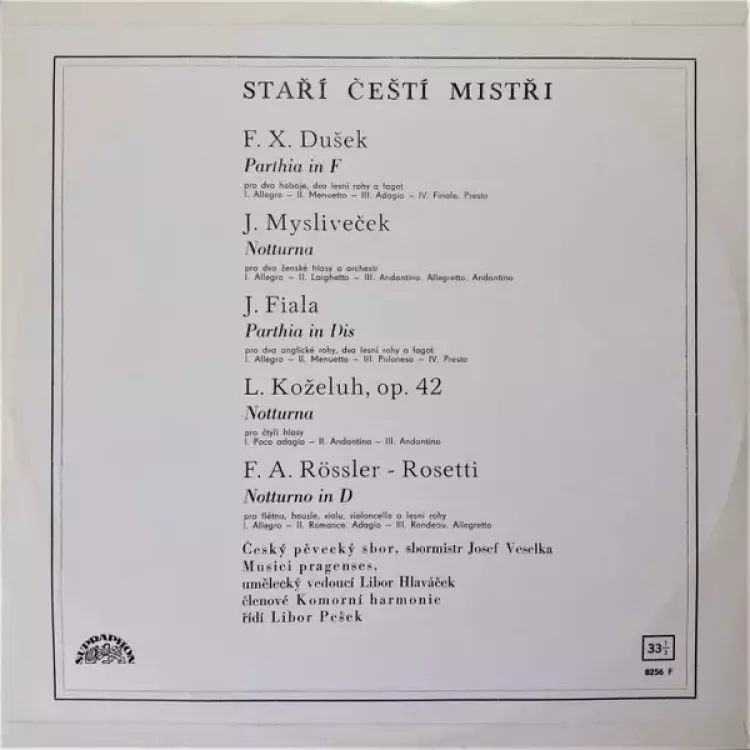 STAŘÍ ČEŠTÍ MISTŘI
F. X. Dušek
Parthia in F
pro dva hoboje, dva lesní rohy a fagot
I. Allegro – II. Menuetto – III. Adagio – IV. Finale. Presto
J. Mysliveček
Notturna
pro dva ženské hlasy a orchestr
I. Allegro – II. Larghetto – III. Andantino. Allegretto. Andantino
J. Fiala
Parthia in Dis
pro dva anglické rohy, dva lesní rohy a fagot
I. Allegro – II. Menuetto – III. Polonese – IV. Presto
L. Koželuh, op. 42
Notturna
pro čtyři hlasy
I. Poco adagio – II. Andantino – III. Andantino
F. A. Rössler - Rosetti
Notturno in D
pro flétnu, housle, violu, violoncello a lesní rohy
I. Allegro – II. Romance. Adagio – III. Rondeau. Allegretto
Český pěvecký sbor, sbormistr Josef Veselka
Musici pragenses,
umělecký vedoucí Libor Hlaváček
členové Komorní harmonie
řídí Libor Pešek
SUPRAPHON
33 1/3
8256 F